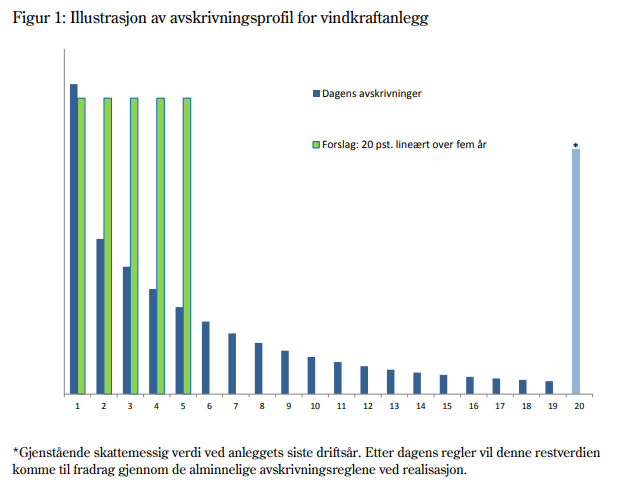 Figur 1: Illustrasjon av avskrivningsprofil for vindkraftanlegg
Dagens avskrivninger
*
Forslag: 20 pst. lineært over fem år
1 2 3 4 5 6 7 8 9 10 11 12 13 14 15 16 17 18 19 20
*Gjenstående skattemessig verdi ved anleggets siste driftsår. Etter dagens regler vil denne restverdien
komme til fradrag gjennom de alminnelige avskrivningsreglene ved realisasjon.